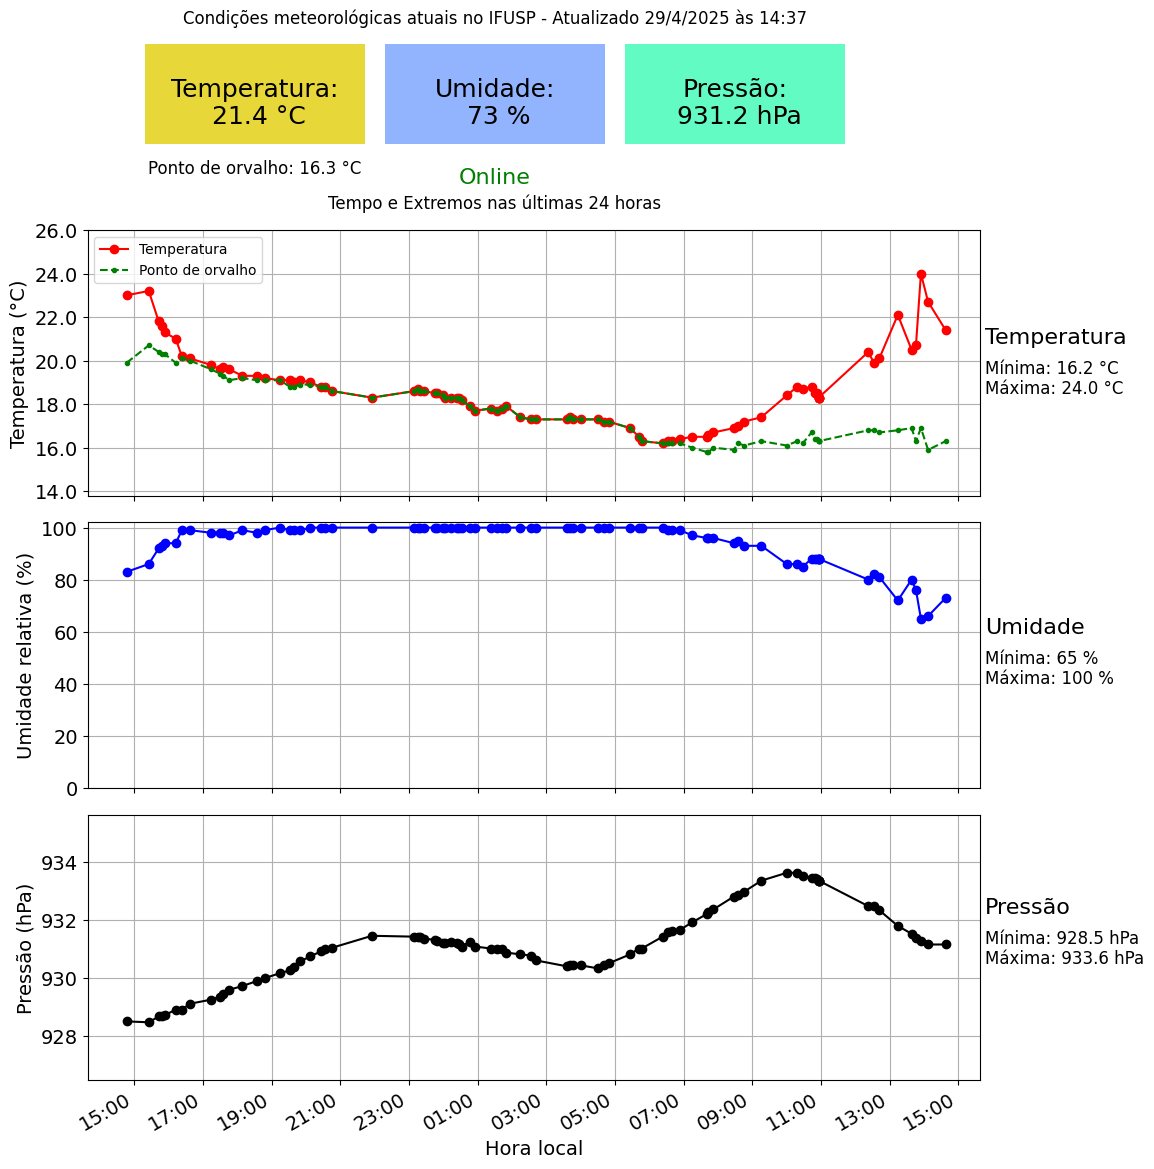 Condições meteorológicas atuais no IFUSP - Atualizado 29/4/2025 às 14:37
Temperatura:
21.4 °C
Umidade:
73 %
Pressão:
931.2 hPa
Ponto de orvalho: 16.3 °C
Online
Tempo e Extremos nas últimas 24 horas
Temperatura (°C)
26.0
24.0
22.0
20.0
18.0
16.0
14.0
Temperatura
Ponto de orvalho
Temperatura
Mínima: 16.2 °C
Máxima: 24.0 °C
Umidade relativa (%)
100
80
60
40
20
0
Umidade
Mínima: 65 %
Máxima: 100 %
Pressão (hPa)
934
932
930
928
Pressão
Mínima: 928.5 hPa
Máxima: 933.6 hPa
15:00 17:00 19:00 21:00 23:00 01:00 03:00 05:00 07:00 09:00 11:00 13:00 15:00
Hora local